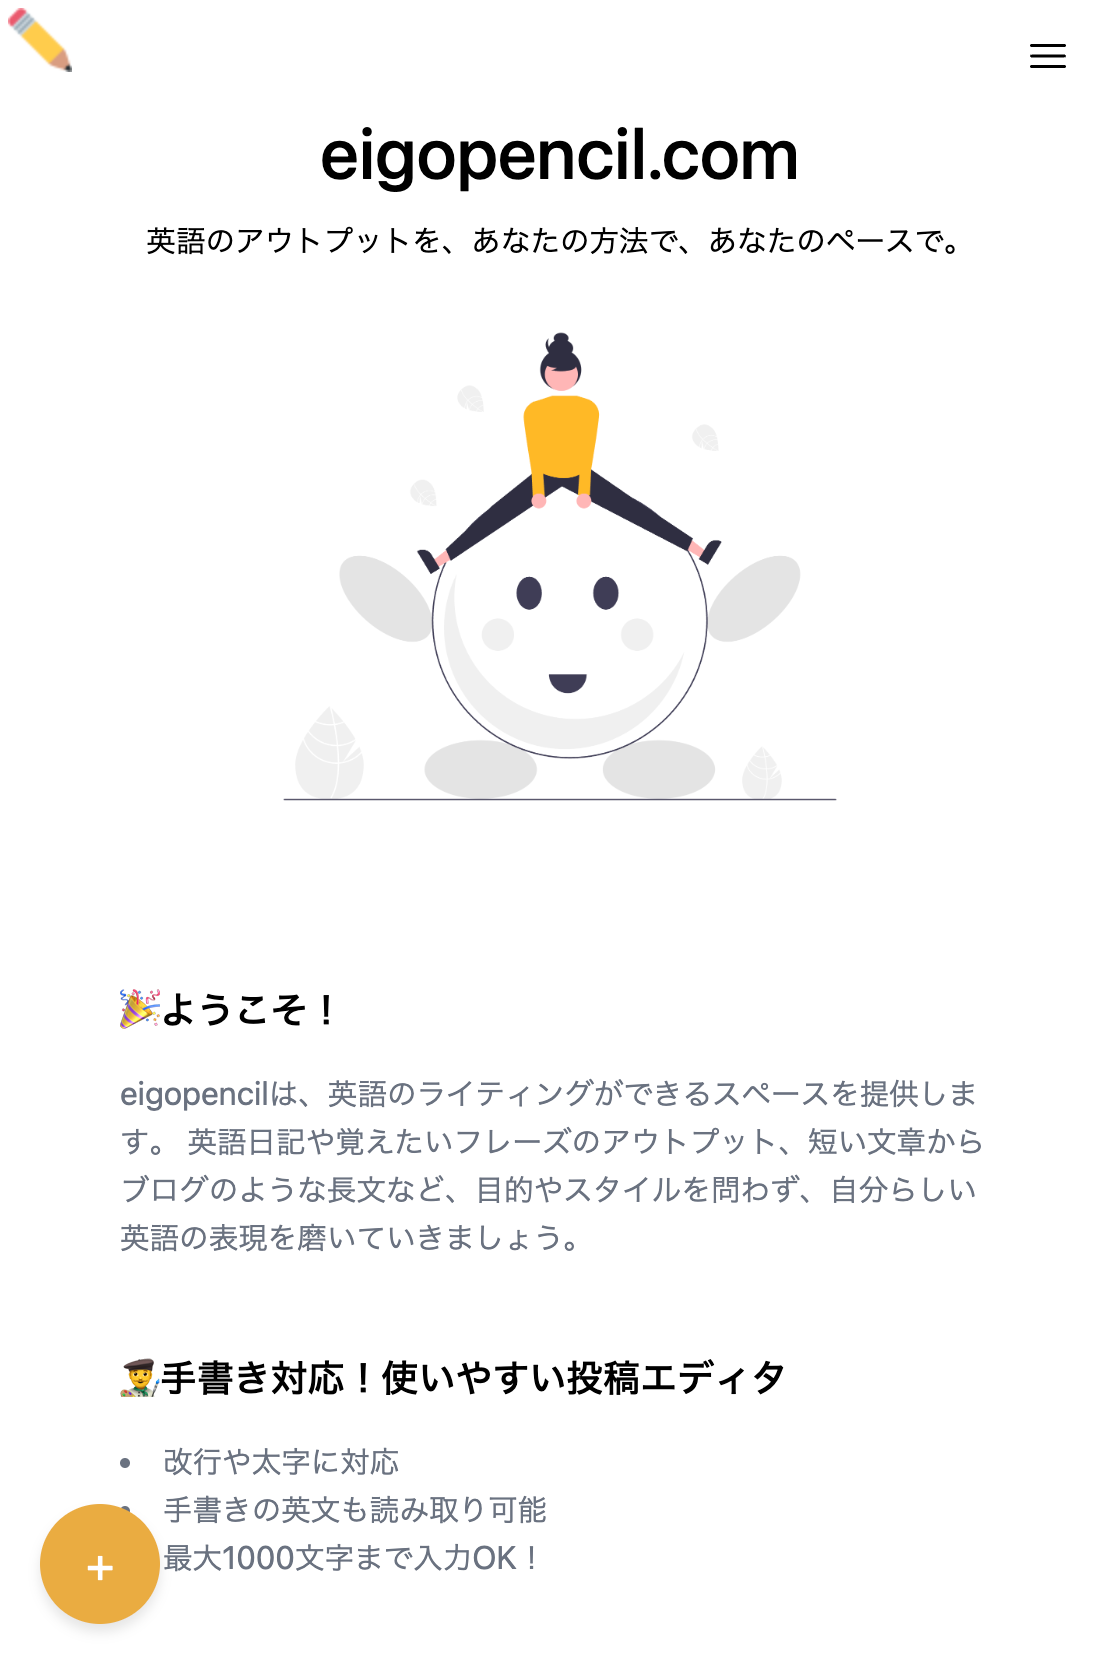 eigopencil.com
英語のアウトプットを、あなたの方法で、あなたのペースで。
🎉ようこそ！
eigopencilは、英語のライティングができるスペースを提供しま
す。 英語日記や覚えたいフレーズのアウトプット、短い文章から
ブログのような長文など、目的やスタイルを問わず、自分らしい
英語の表現を磨いていきましょう。
👨‍🎨手書き対応！使いやすい投稿エディタ
• 改行や太字に対応
• 手書きの英文も読み取り可能
最大1000文字まで入力OK！
+